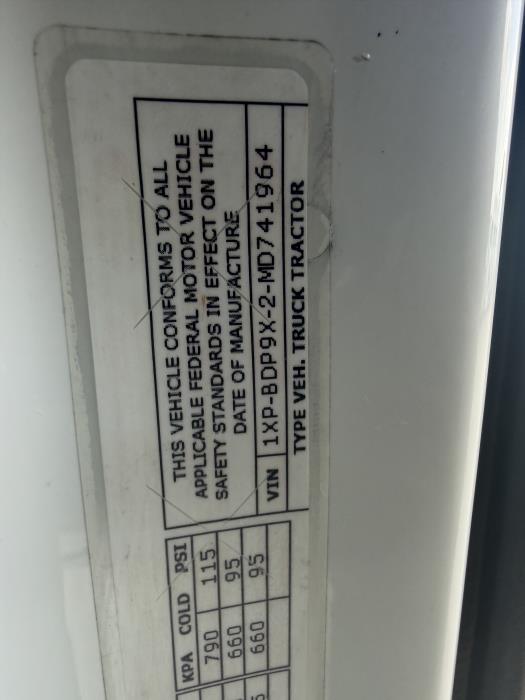 THIS VEHICLE CONFORMS TO ALL
APPLICABLE FEDERAL MOTOR VEHICLE
SAFETY STANDARDS IN EFFECT ON THE
DATE OF MANUFACTURE
VIN 1XP-BDP9X-2-MD741964
TYPE VEH. TRUCK TRACTOR
KPA COLD PSI
790 115
660 95
660 95